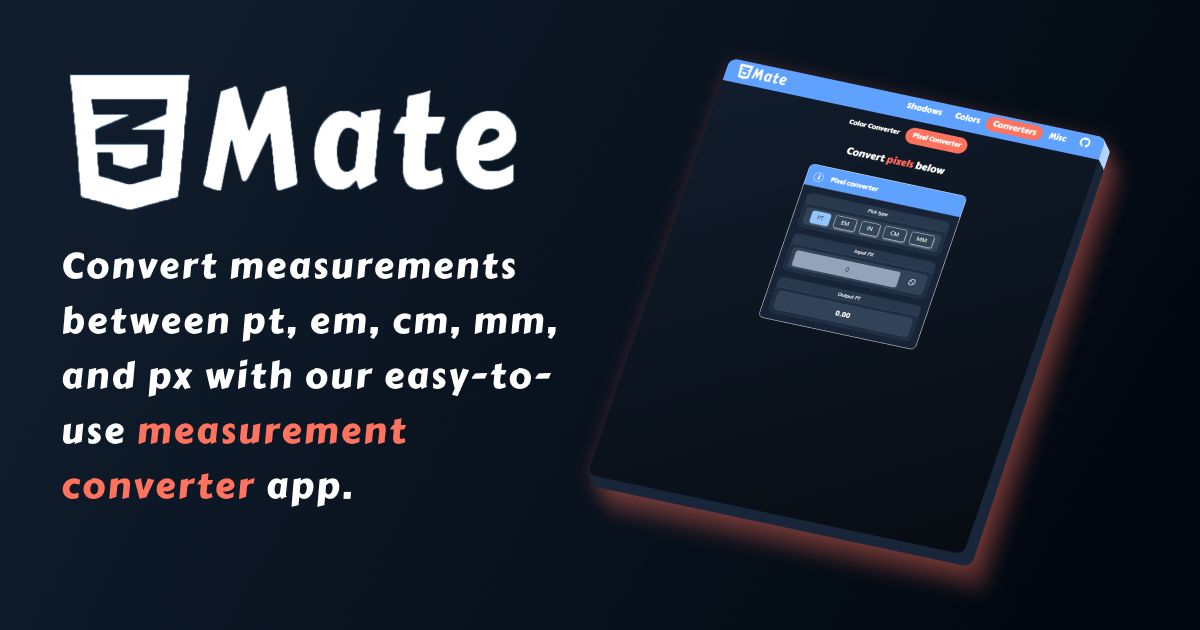 3 Mate
Convert measurements
between pt, em, cm, mm,
and px with our easy-to-
use measurement
converter app.
3 Mate
Shadows Colors Converters Misc
Color Converter Pixel Converter
Convert pixels below
i Pixel converter
Pick type
PT EM IN CM MM
Input PX
0
Output PT
0.00